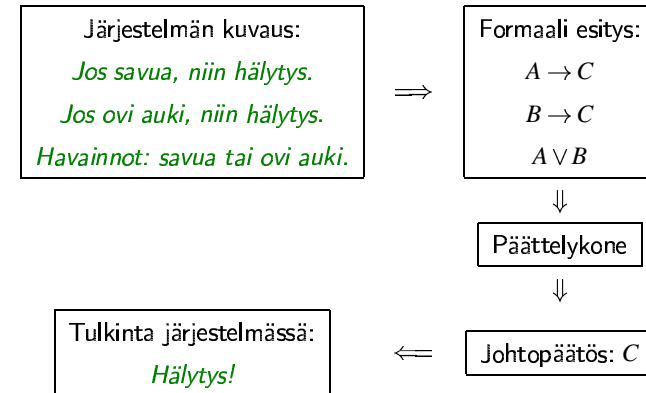 Järjestelmän kuvaus:
Jos savua, niin hälytys.
Jos ovi auki, niin hälytys.
Havainnot: savua tai ovi auki.
⟹
Formaali esitys:
A → C
B → C
A ∨ B
⇓
Päättelykone
⇓
Johtopäätös: C
⟸
Tulkinta järjestelmässä:
Hälytys!